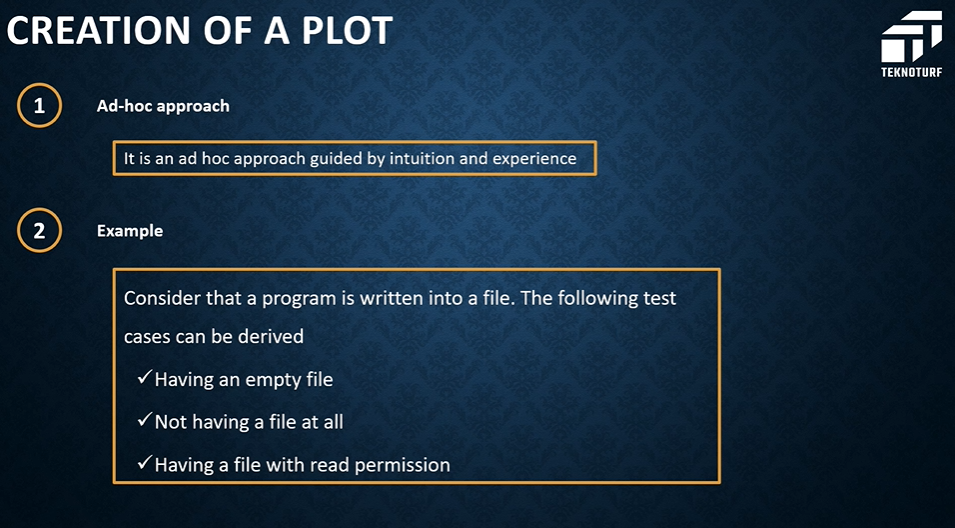 CREATION OF A PLOT
TEKNOTURF
1 Ad-hoc approach
It is an ad hoc approach guided by intuition and experience
2 Example
Consider that a program is written into a file. The following test
cases can be derived
✓Having an empty file
✓Not having a file at all
✓Having a file with read permission